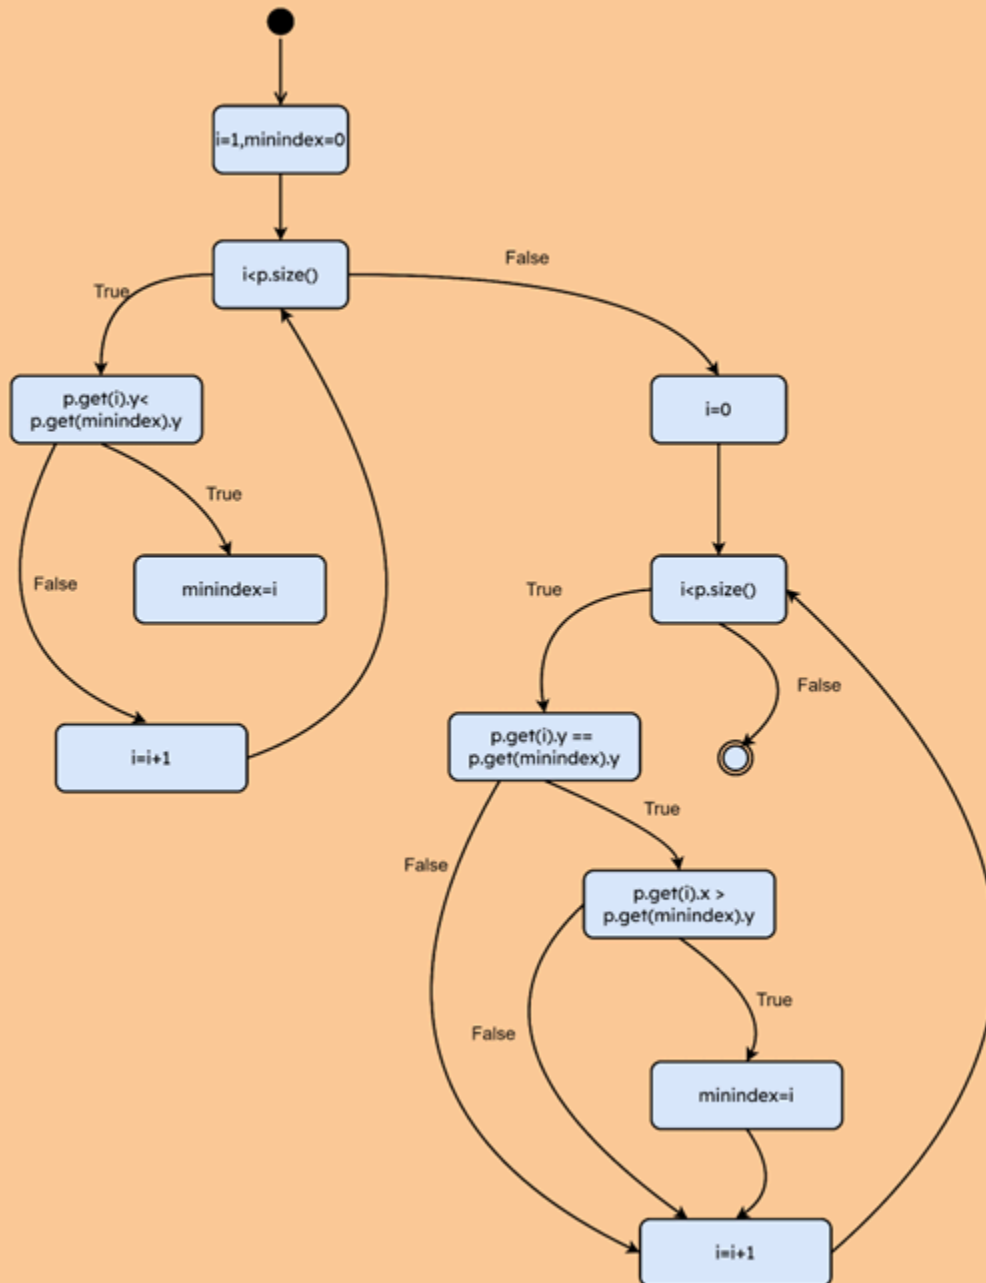 i=1,minindex=0
i<p.size()
False
True
p.get(i).y<
p.get(minindex).y
i=0
True
False
minindex=i
i<p.size()
True
False
i=i+1
p.get(i).y ==
p.get(minindex).y
True
False
p.get(i).x >
p.get(minindex).y
True
False
minindex=i
i=i+1